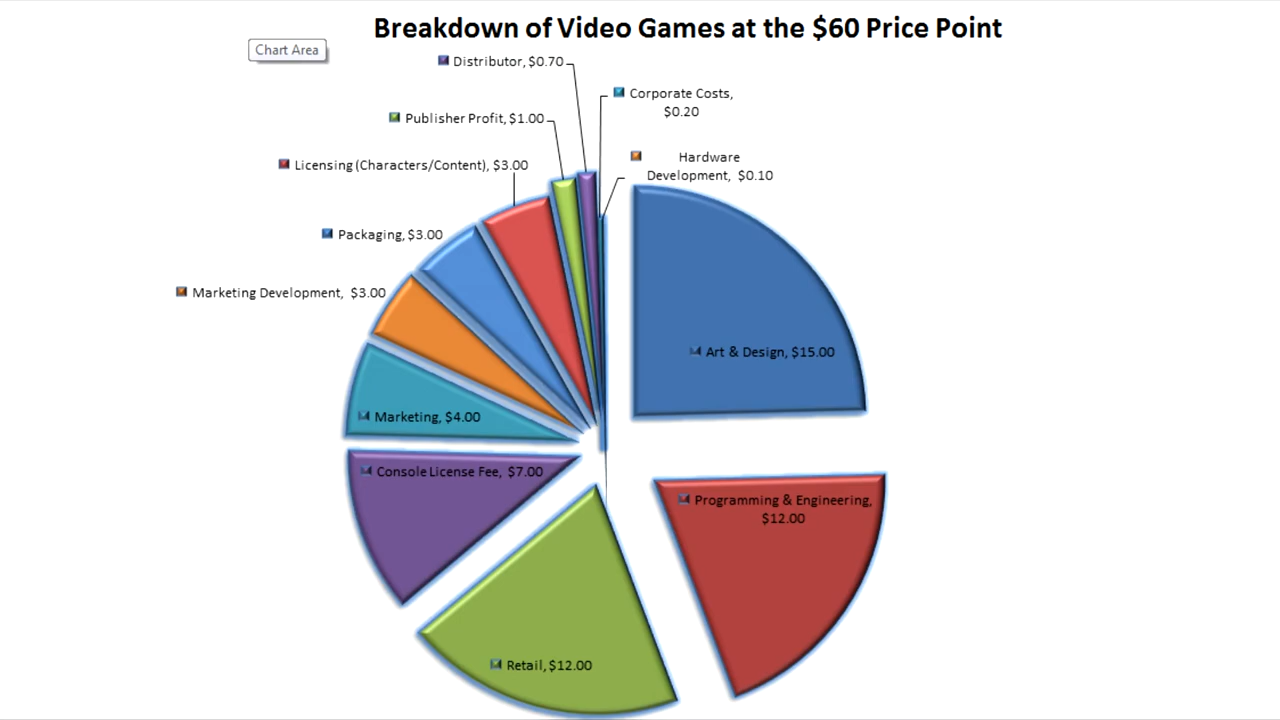 Breakdown of Video Games at the $60 Price Point
Chart Area
Distributor, $0.70
Corporate Costs,
$0.20
Publisher Profit, $1.00
Hardware
Development, $0.10
Licensing (Characters/Content), $3.00
Packaging, $3.00
Marketing Development, $3.00
Art & Design, $15.00
Marketing, $4.00
Console License Fee, $7.00
Programming & Engineering,
$12.00
Retail, $12.00